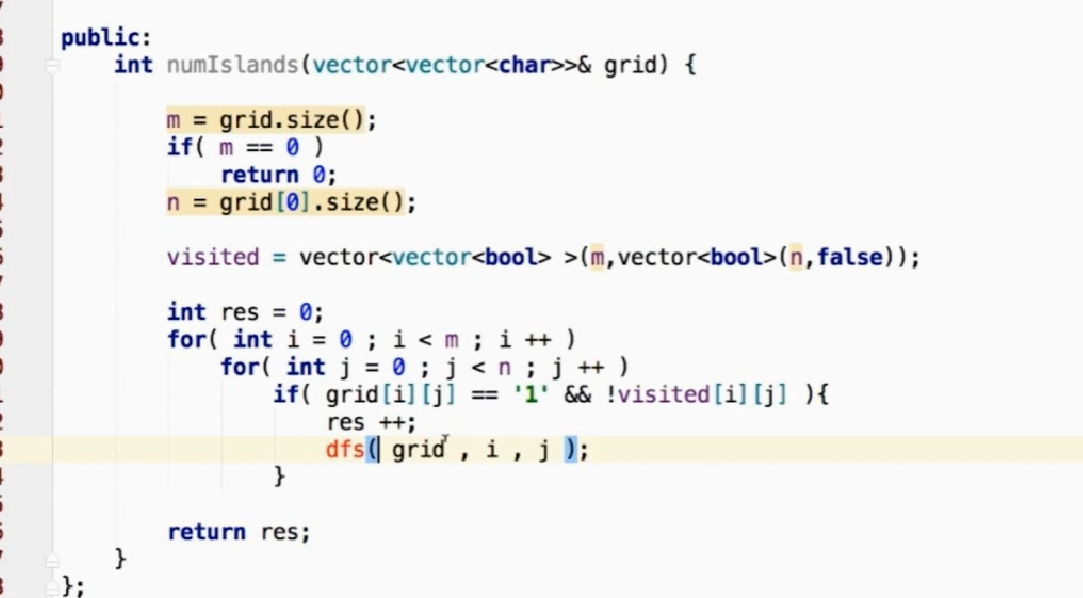 public:
    int numIslands(vector<vector<char>>& grid) {
        m = grid.size();
        if( m == 0 )
            return 0;
        n = grid[0].size();
        visited = vector<vector<bool> >(m,vector<bool>(n,false));
        int res = 0;
        for( int i = 0 ; i < m ; i ++ )
            for( int j = 0 ; j < n ; j ++ )
                if( grid[i][j] == '1' && !visited[i][j] ){
                    res ++;
                    dfs( grid , i , j );
                }
        return res;
    }
};